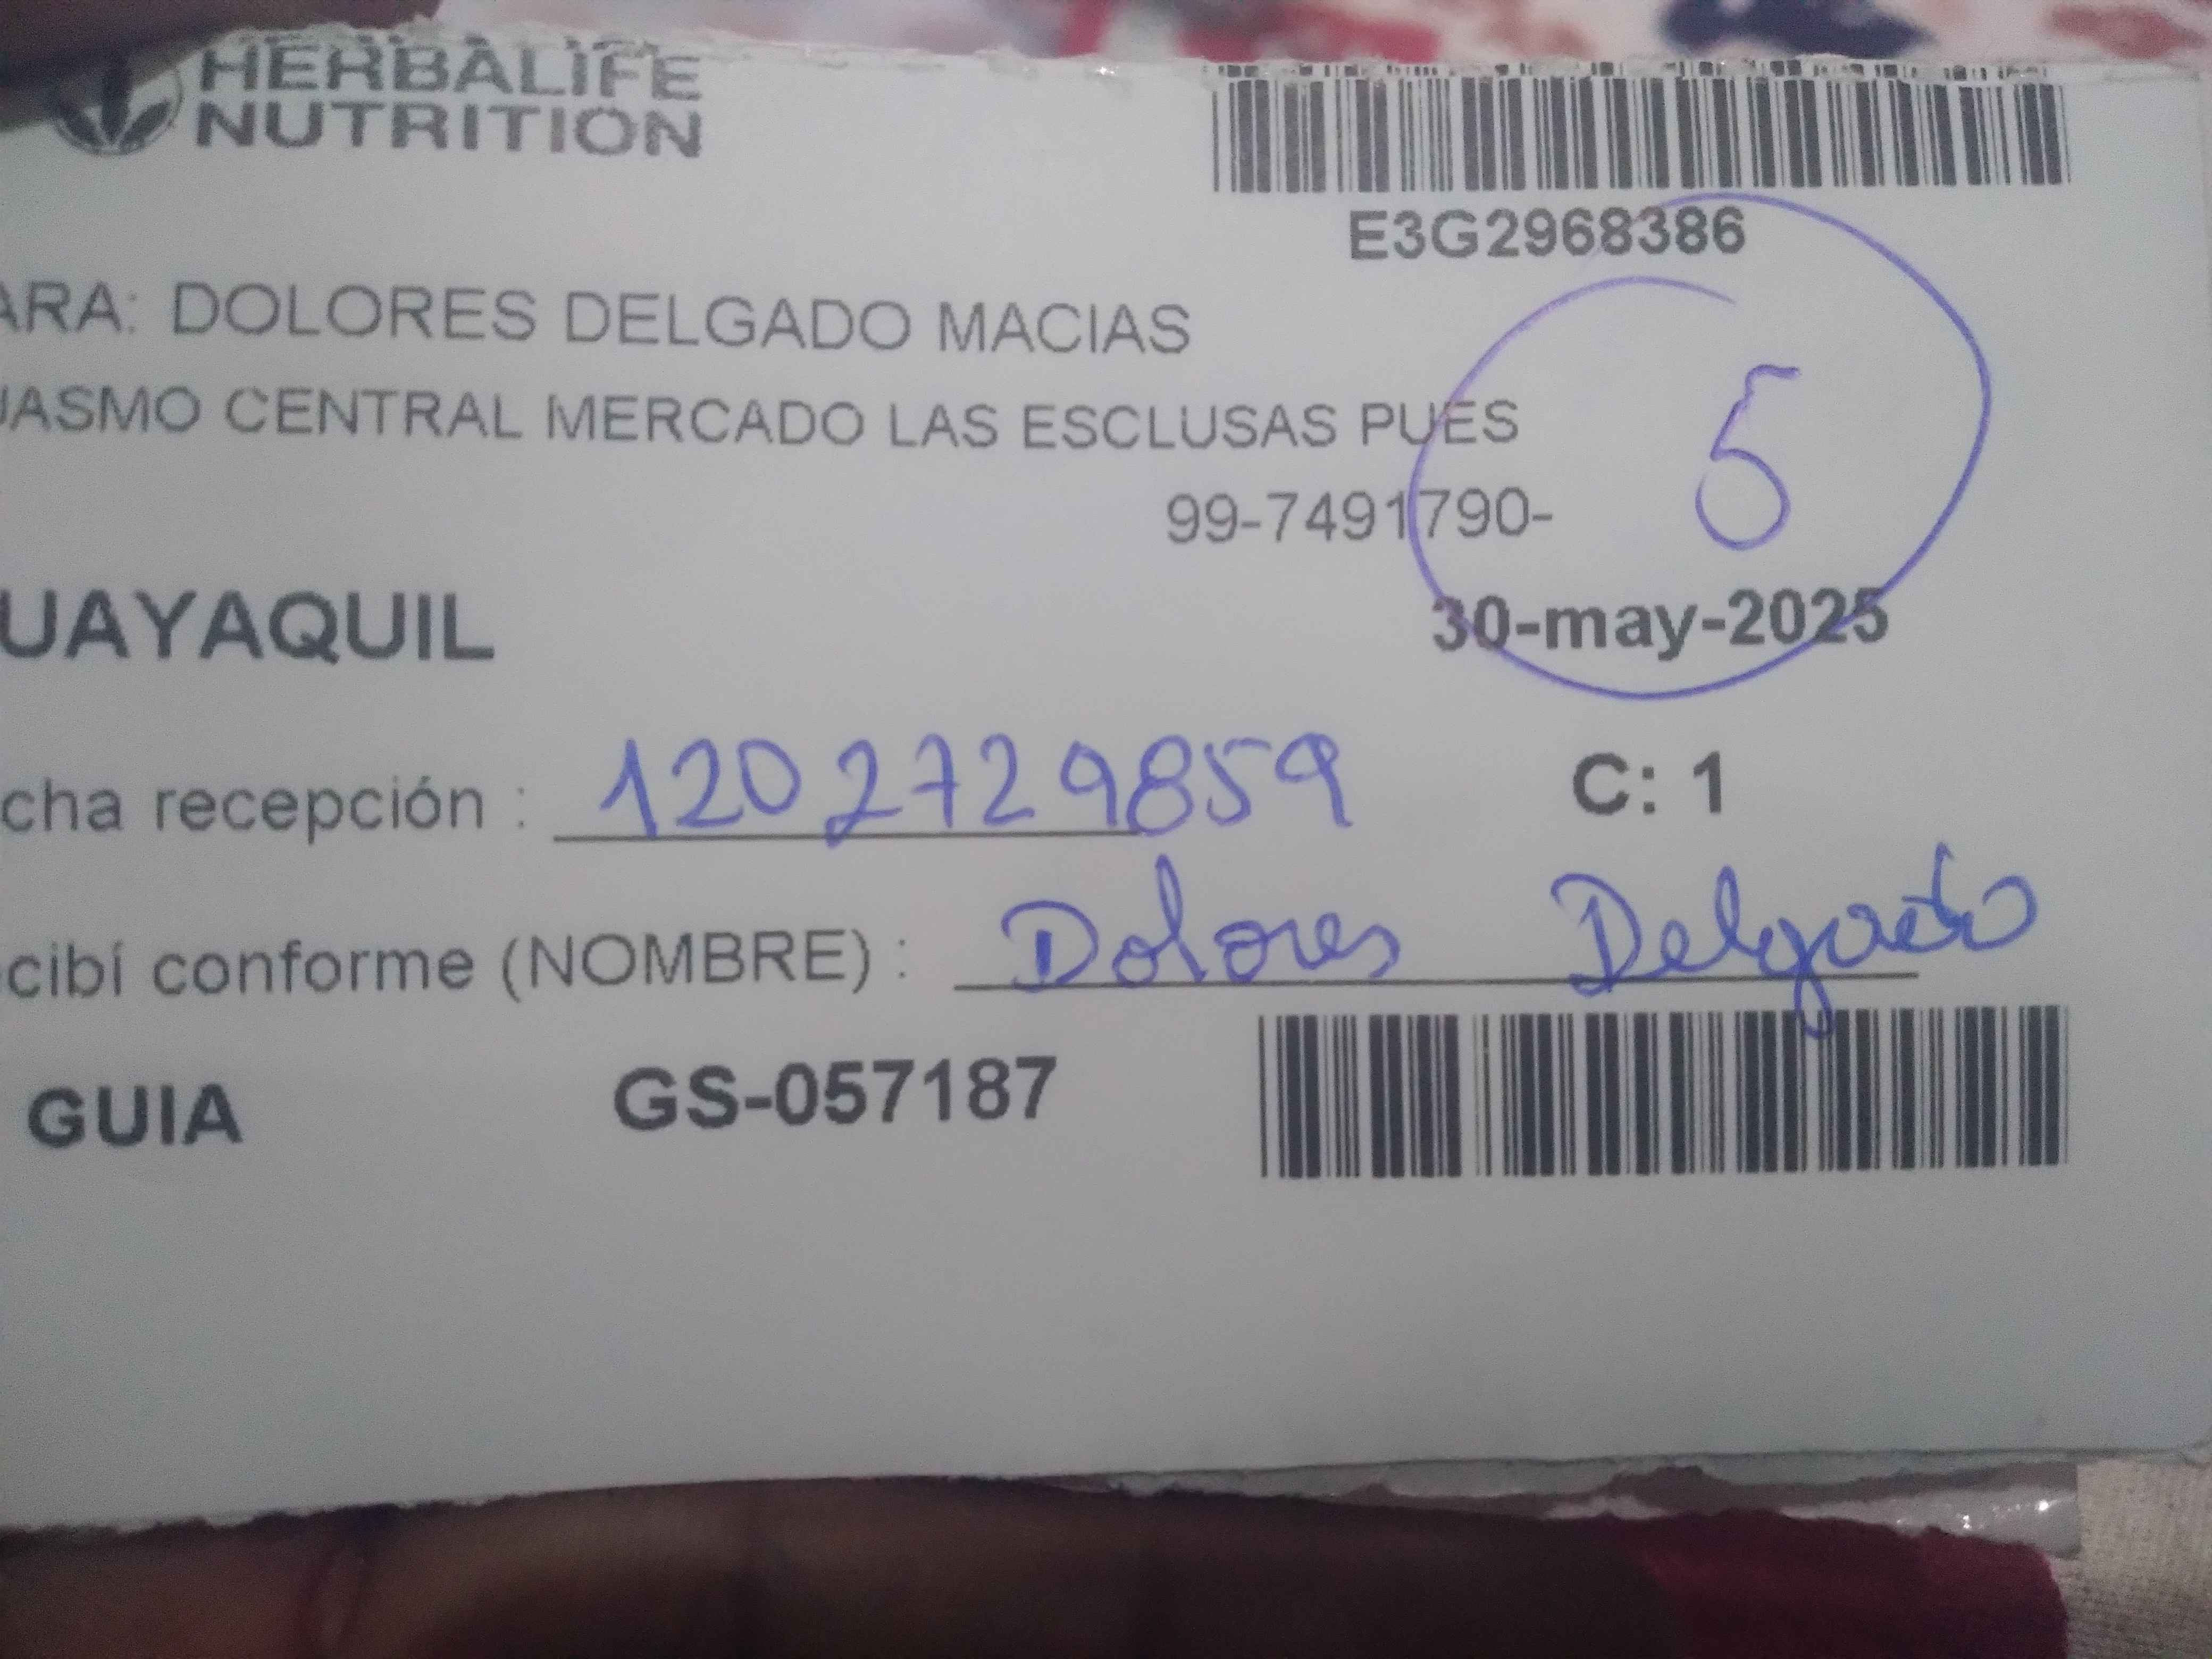 HERBALIFE
NUTRITION
E3G2968386
ARA: DOLORES DELGADO MACIAS
UASMO CENTRAL MERCADO LAS ESCLUSAS PUES
99-7491790-
5
UAYAQUIL
30-may-2025
cha recepción : 1202729859
C: 1
cibí conforme (NOMBRE) : Dolores Delgado
GUIA GS-057187